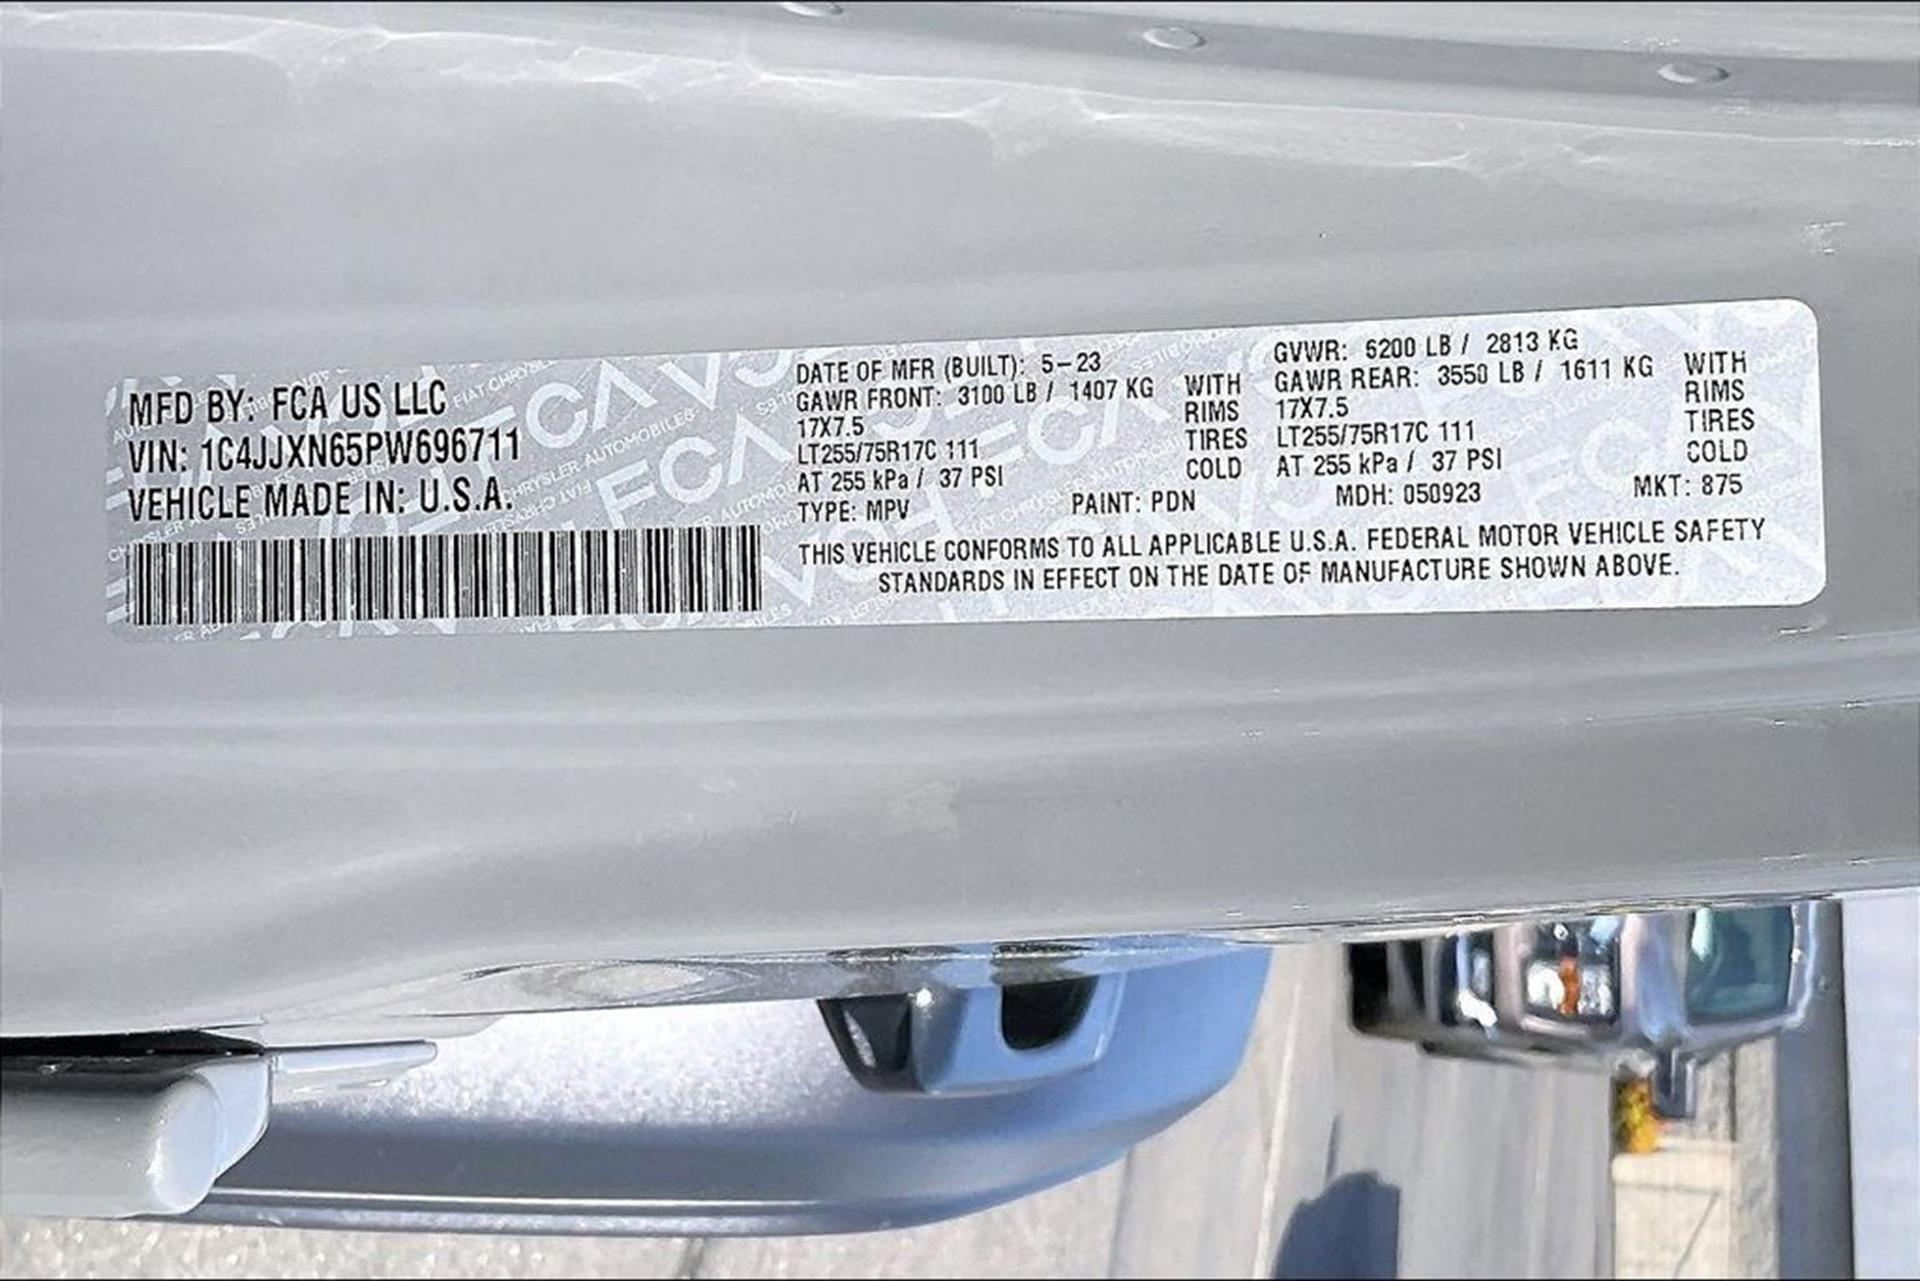 MFD BY: FCA US LLC
VIN: 1C4JJXN65PW696711
VEHICLE MADE IN: U.S.A.
DATE OF MFR (BUILT): 5-23
GAWR FRONT: 3100 LB / 1407 KG WITH
17X7.5 RIMS
LT255/75R17C 111 TIRES
AT 255 kPa / 37 PSI COLD
GVWR: 6200 LB / 2813 KG
GAWR REAR: 3550 LB / 1611 KG WITH
17X7.5 RIMS
LT255/75R17C 111 TIRES
AT 255 kPa / 37 PSI COLD
TYPE: MPV PAINT: PDN MDH: 050923 MKT: 875
THIS VEHICLE CONFORMS TO ALL APPLICABLE U.S.A. FEDERAL MOTOR VEHICLE SAFETY
STANDARDS IN EFFECT ON THE DATE OF MANUFACTURE SHOWN ABOVE.